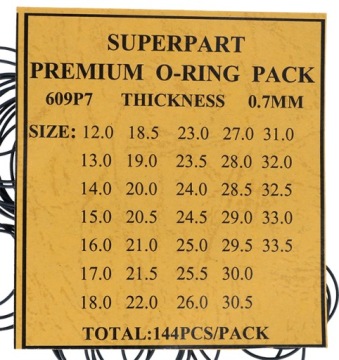 SUPERPART
PREMIUM O-RING PACK
609P7 THICKNESS 0.7MM
SIZE: 12.0 18.5 23.0 27.0 31.0
13.0 19.0 23.5 28.0 32.0
14.0 20.0 24.0 28.5 32.5
15.0 20.5 24.5 29.0 33.0
16.0 21.0 25.0 29.5 33.5
17.0 21.5 25.5 30.0
18.0 22.0 26.0 30.5
TOTAL:144PCS/PACK